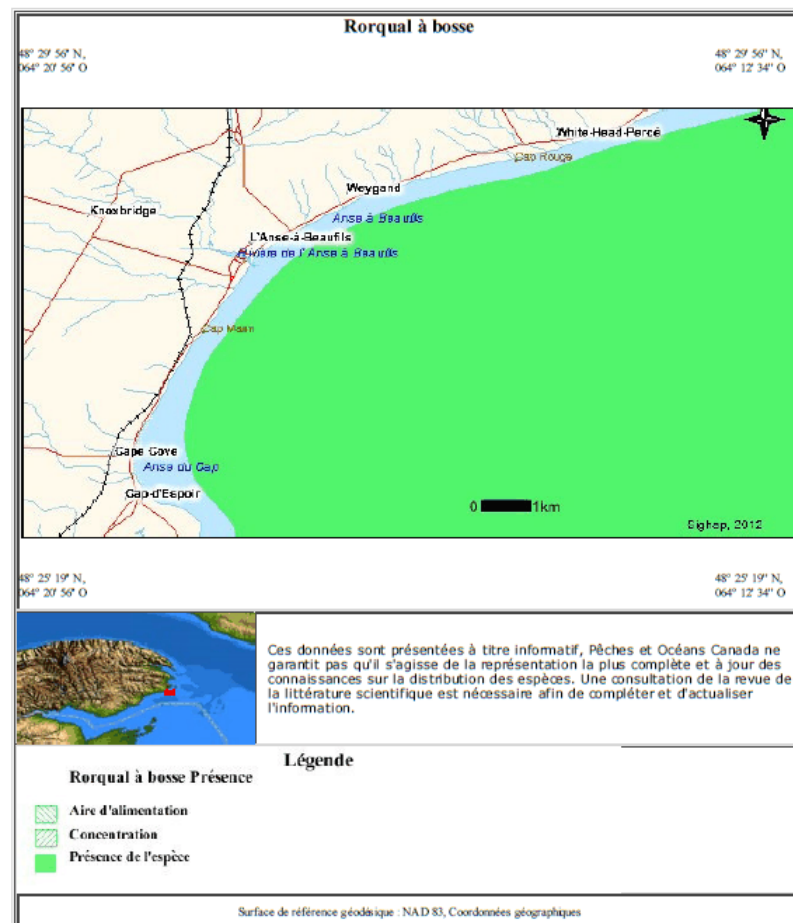 Rorqual à bosse
48° 29' 56" N,
064° 20' 56" O
48° 29' 56" N,
064° 12' 34" O
White-Head-Percé
Cap Rouge
Weygand
Knoxbridge
Anse à Beaufils
L'Anse-à-Beaufils
Rivière de l'Anse à Beaufils
Cap Mann
Cape Cove
Anse du Cap
Cap-d'Espoir
0 1km
Sighap, 2012
48° 25' 19" N,
064° 20' 56" O
48° 25' 19" N,
064° 12' 34" O
Ces données sont présentées à titre informatif, Pêches et Océans Canada ne
garantit pas qu'il s'agisse de la représentation la plus complète et à jour des
connaissances sur la distribution des espèces. Une consultation de la revue de
la littérature scientifique est nécessaire afin de compléter et d'actualiser
l'information.
Légende
Rorqual à bosse Présence
Aire d'alimentation
Concentration
Présence de l'espèce
Surface de référence géodésique : NAD 83, Coordonnées géographiques